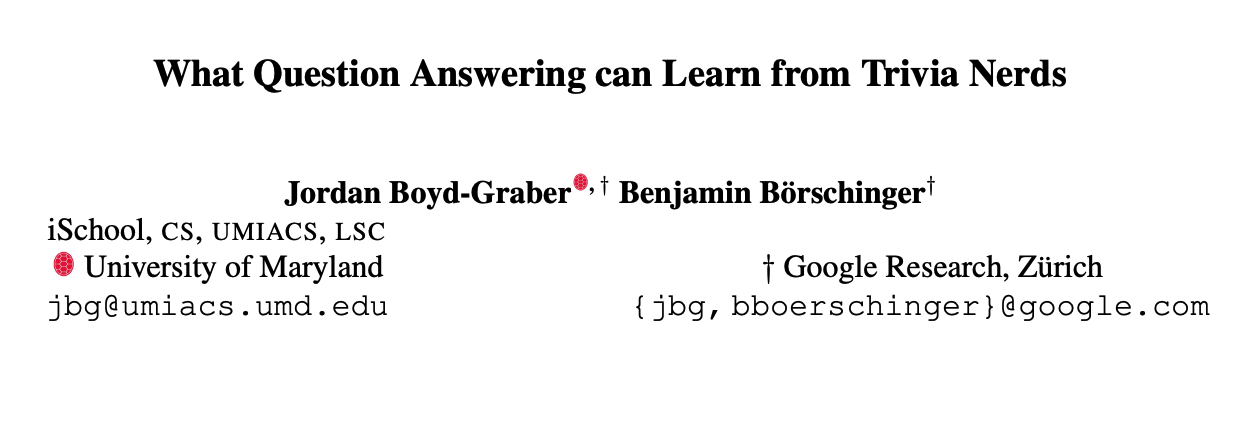 What Question Answering can Learn from Trivia Nerds
Jordan Boyd-Graber , † Benjamin Börschinger†
iSchool, CS, UMIACS, LSC
University of Maryland
jbg@umiacs.umd.edu
† Google Research, Zürich
{jbg, bboerschinger}@google.com